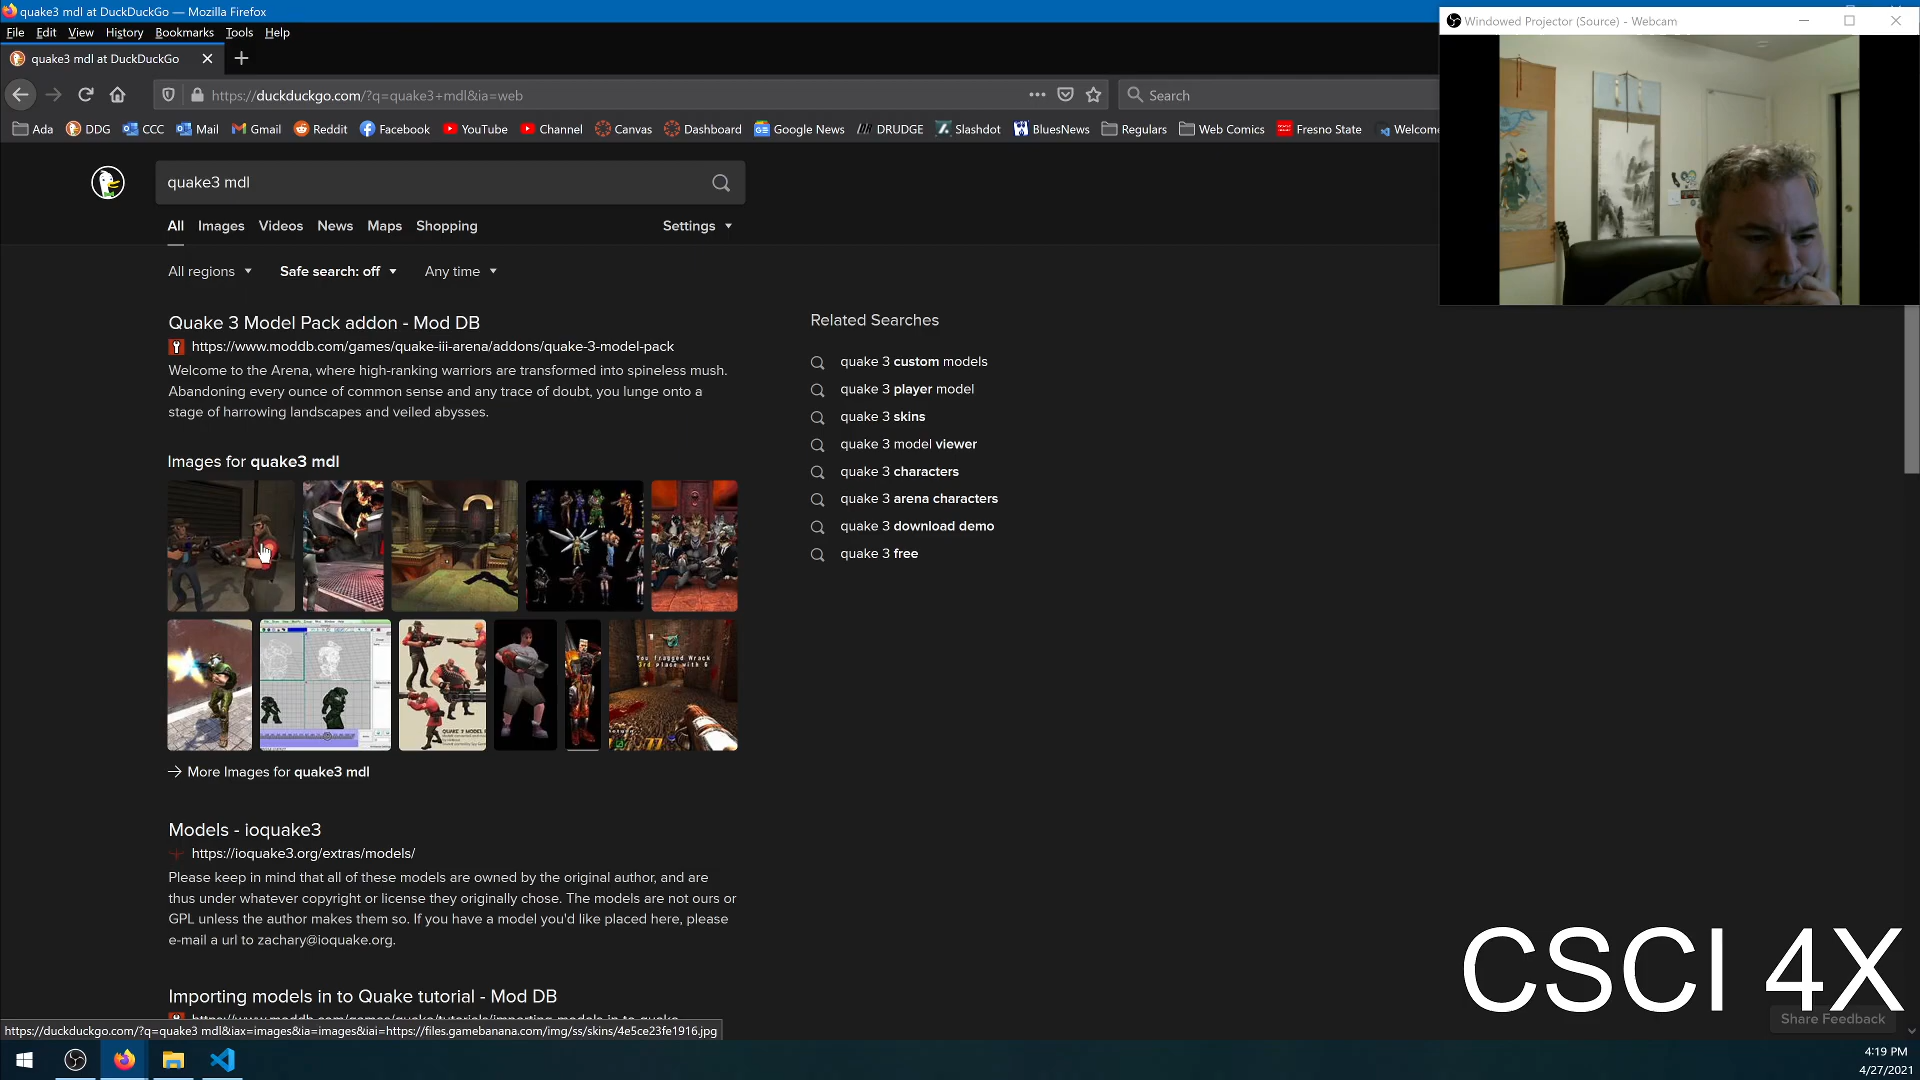 quake3 mdl at DuckDuckGo — Mozilla Firefox
Windowed Projector (Source) - Webcam
File Edit View History Bookmarks Tools Help
quake3 mdl at DuckDuckGo
https://duckduckgo.com/?q=quake3+mdl&ia=web
Search
Ada DDG CCC Mail Gmail Reddit Facebook YouTube Channel Canvas Dashboard Google News DRUDGE Slashdot BluesNews Regulars Web Comics Fresno State Welcome
quake3 mdl
All Images Videos News Maps Shopping Settings
All regions Safe search: off Any time
Quake 3 Model Pack addon - Mod DB
https://www.moddb.com/games/quake-iii-arena/addons/quake-3-model-pack
Welcome to the Arena, where high-ranking warriors are transformed into spineless mush.
Abandoning every ounce of common sense and any trace of doubt, you lunge onto a
stage of harrowing landscapes and veiled abysses.
Related Searches
quake 3 custom models
quake 3 player model
quake 3 skins
quake 3 model viewer
quake 3 characters
quake 3 arena characters
quake 3 download demo
quake 3 free
Images for quake3 mdl
You fragged Wrack
3rd place with 6
More Images for quake3 mdl
Models - ioquake3
https://ioquake3.org/extras/models/
Please keep in mind that all of these models are owned by the original author, and are
thus under whatever copyright or license they originally chose. The models are not ours or
GPL unless the author makes them so. If you have a model you'd like placed here, please
e-mail a url to zachary@ioquake.org.
Importing models in to Quake tutorial - Mod DB
https://duckduckgo.com/?q=quake3 mdl&iax=images&ia=images&iai=https://files.gamebanana.com/img/ss/skins/4e5ce23fe1916.jpg
CSCI 4X
Share Feedback
4:19 PM
4/27/2021